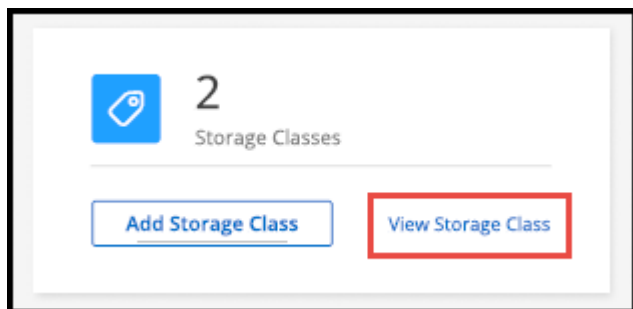 2
Storage Classes
Add Storage Class
View Storage Class